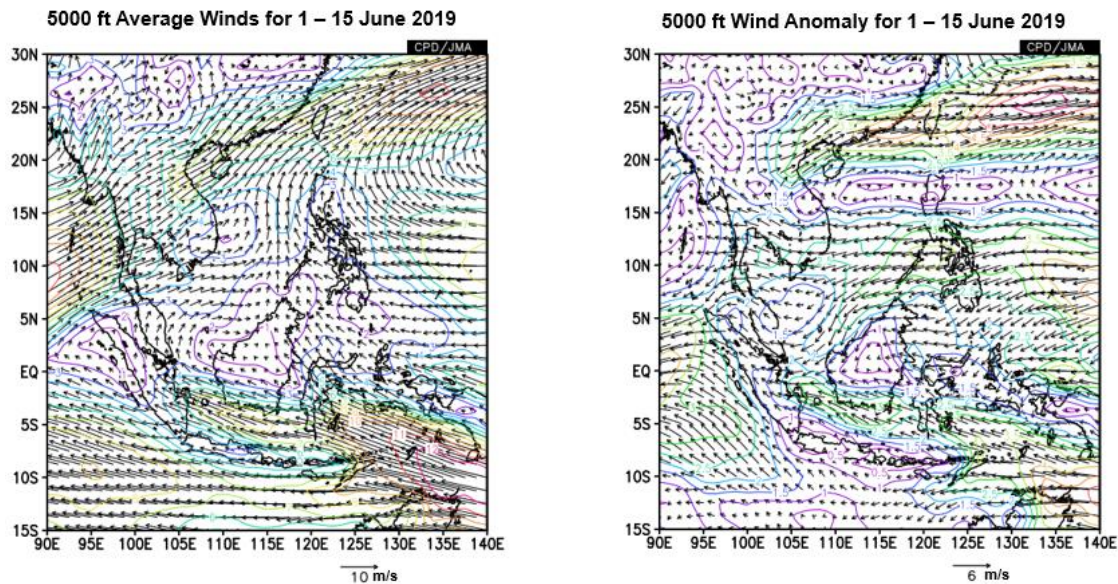 5000 ft Average Winds for 1 – 15 June 2019
CPD/JMA
30N
25N
20N
15N
10N
5N
EQ
5S
10S
15S
90E 95E 100E 105E 110E 115E 120E 125E 130E 135E 140E
10 m/s
5000 ft Wind Anomaly for 1 – 15 June 2019
CPD/JMA
30N
25N
20N
15N
10N
5N
EQ
5S
10S
15S
90E 95E 100E 105E 110E 115E 120E 125E 130E 135E 140E
6 m/s